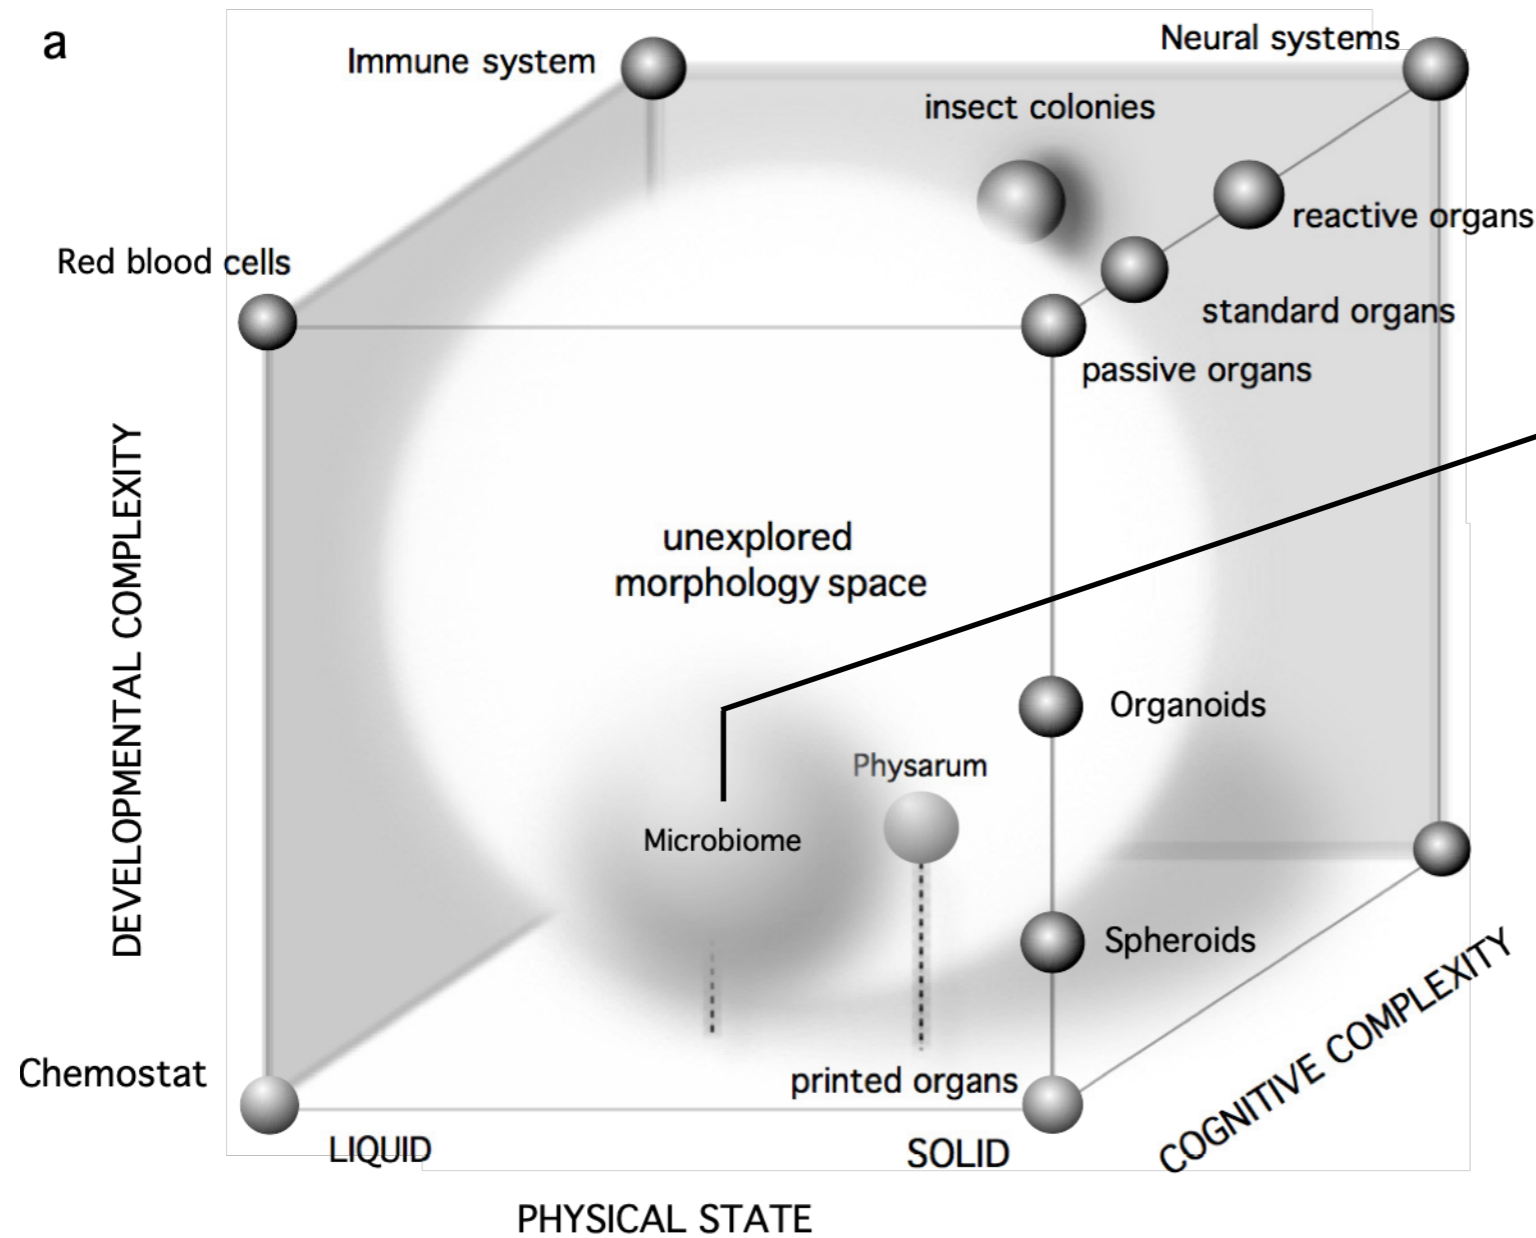 a
Immune system
Neural systems
insect colonies
reactive organs
Red blood cells
standard organs
passive organs
DEVELOPMENTAL COMPLEXITY
unexplored
morphology space
Organoids
Physarum
Microbiome
Spheroids
Chemostat
printed organs
COGNITIVE COMPLEXITY
LIQUID
SOLID
PHYSICAL STATE